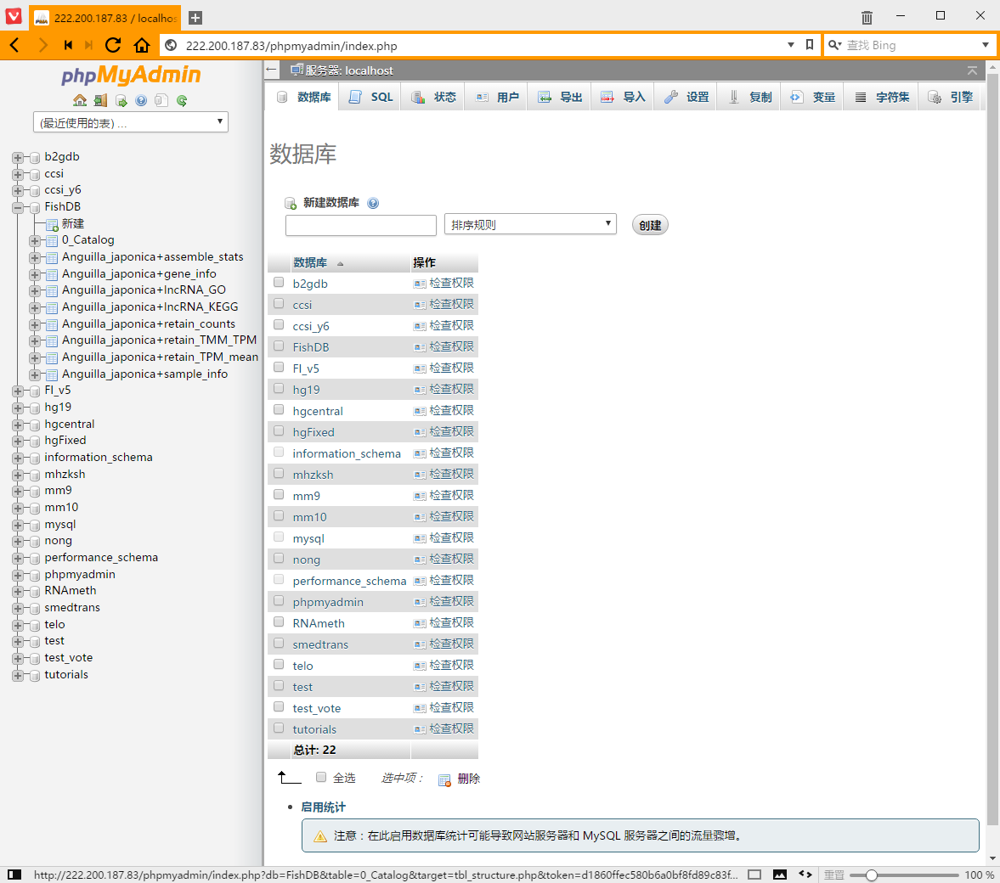 222.200.187.83 / localhos
222.200.187.83/phpmyadmin/index.php
查找 Bing
phpMyAdmin
(最近使用的表) ...
b2gdb
ccsi
ccsi_y6
FishDB
新建
0_Catalog
Anguilla_japonica+assemble_stats
Anguilla_japonica+gene_info
Anguilla_japonica+lncRNA_GO
Anguilla_japonica+lncRNA_KEGG
Anguilla_japonica+retain_counts
Anguilla_japonica+retain_TMM_TPM
Anguilla_japonica+retain_TPM_mean
Anguilla_japonica+sample_info
FI_v5
hg19
hgcentral
hgFixed
information_schema
mhzksh
mm9
mm10
mysql
nong
performance_schema
phpmyadmin
RNAmeth
smedtrans
telo
test
test_vote
tutorials
服务器: localhost
数据库 SQL 状态 用户 导出 导入 设置 复制 变量 字符集 引擎
数据库
新建数据库
排序规则 创建
数据库 操作
b2gdb 检查权限
ccsi 检查权限
ccsi_y6 检查权限
FishDB 检查权限
FI_v5 检查权限
hg19 检查权限
hgcentral 检查权限
hgFixed 检查权限
information_schema 检查权限
mhzksh 检查权限
mm9 检查权限
mm10 检查权限
mysql 检查权限
nong 检查权限
performance_schema 检查权限
phpmyadmin 检查权限
RNAmeth 检查权限
smedtrans 检查权限
telo 检查权限
test 检查权限
test_vote 检查权限
tutorials 检查权限
总计: 22
全选 选中项： 删除
启用统计
注意：在此启用数据库统计可能导致网站服务器和 MySQL 服务器之间的流量骤增。
http://222.200.187.83/phpmyadmin/index.php?db=FishDB&table=0_Catalog&target=tbl_structure.php&token=d1860ffec580b6a0bf8fd89c83f... 重置 100 %